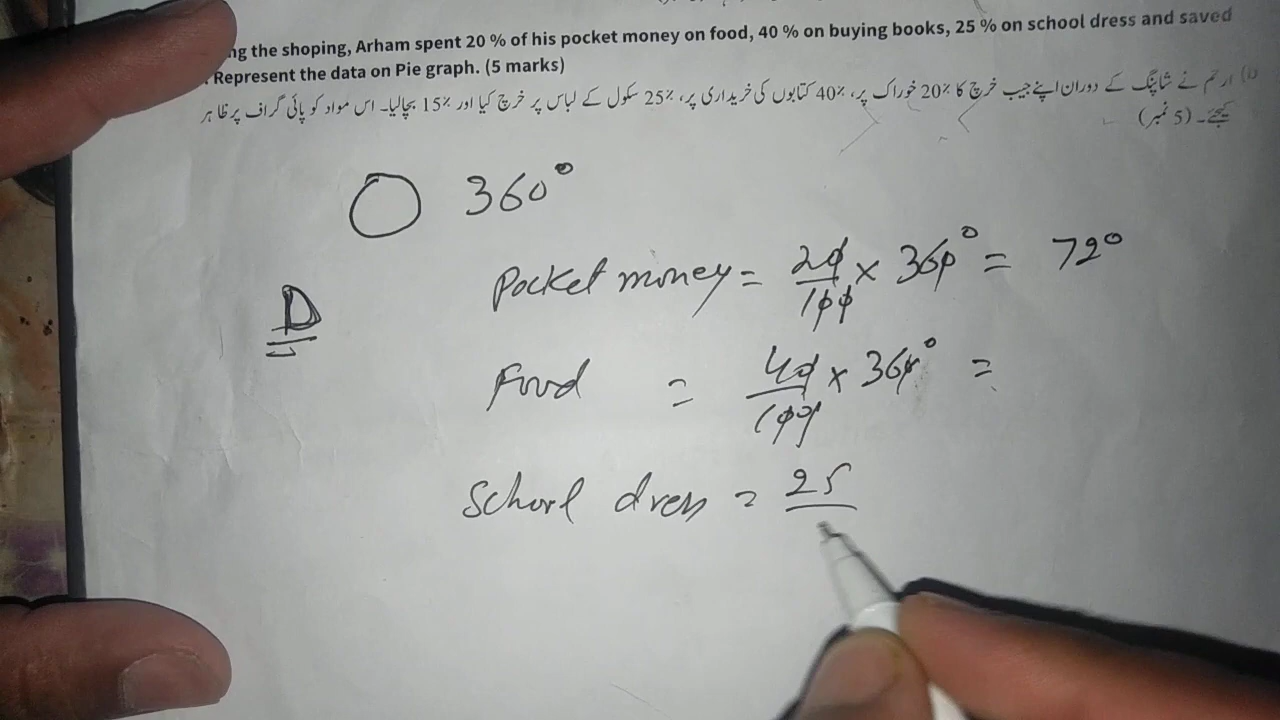 ng the shoping, Arham spent 20 % of his pocket money on food, 40 % on buying books, 25 % on school dress and saved
. Represent the data on Pie graph. (5 marks)
(i) ارحم نے شاپنگ کے دوران اپنے جیب خرچ کا 20٪ خوراک پر، 40٪ کتابوں کی خریداری پر، 25٪ سکول کے لباس پر خرچ کیا اور 15٪ بچالیا۔ اس مواد کو پائی گراف پر ظاہر
کیجئے۔ (5 نمبر)
360°
Pocket money = 20/100 × 360° = 72°
D
Food = 40/100 × 360° =
School dress = 25